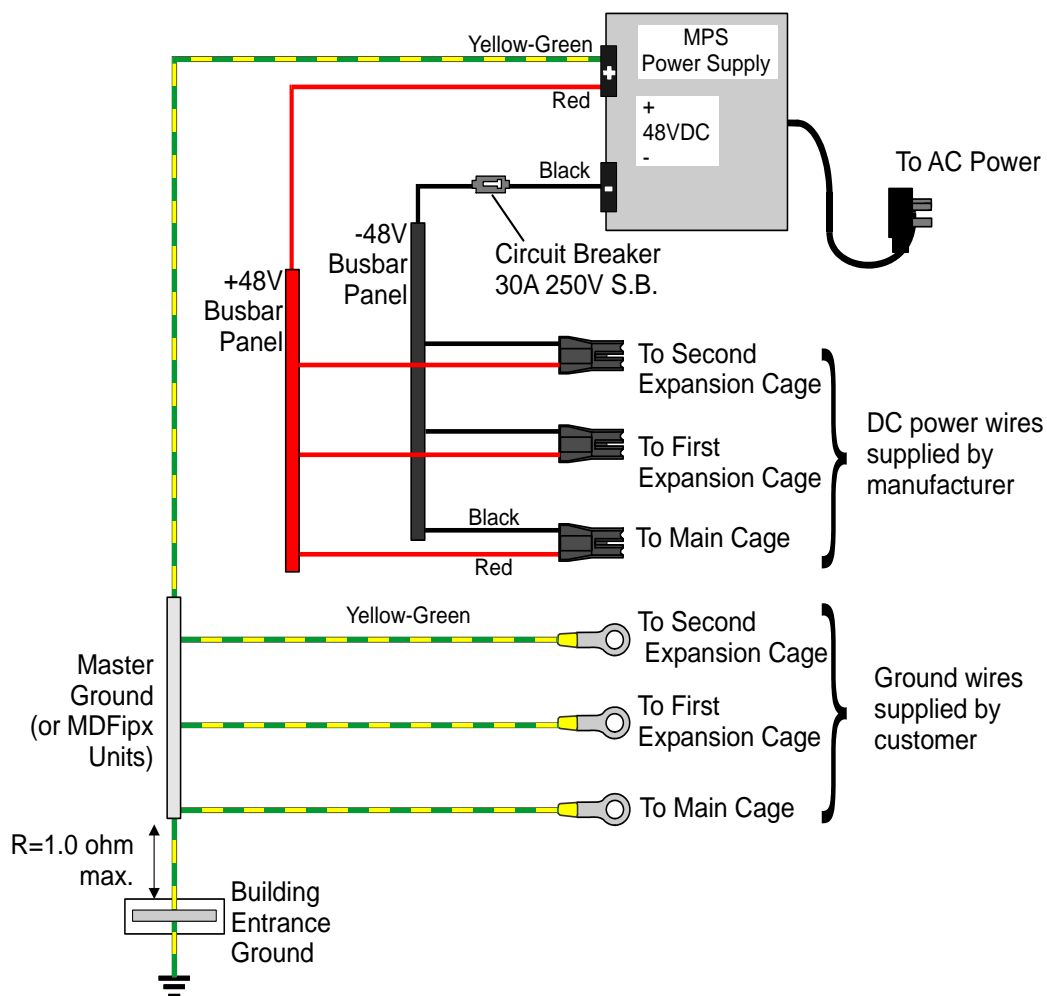 Yellow-Green
MPS
Power Supply
+
Red
+
48VDC
-
To AC Power
Black
-
-48V
Busbar
Panel
Circuit Breaker
30A 250V S.B.
+48V
Busbar
Panel
To Second
Expansion Cage
To First
Expansion Cage
DC power wires
supplied by
manufacturer
Black
To Main Cage
Red
Yellow-Green
To Second
Expansion Cage
Master
Ground
(or MDFipx
Units)
To First
Expansion Cage
Ground wires
supplied by
customer
To Main Cage
R=1.0 ohm
max.
Building
Entrance
Ground